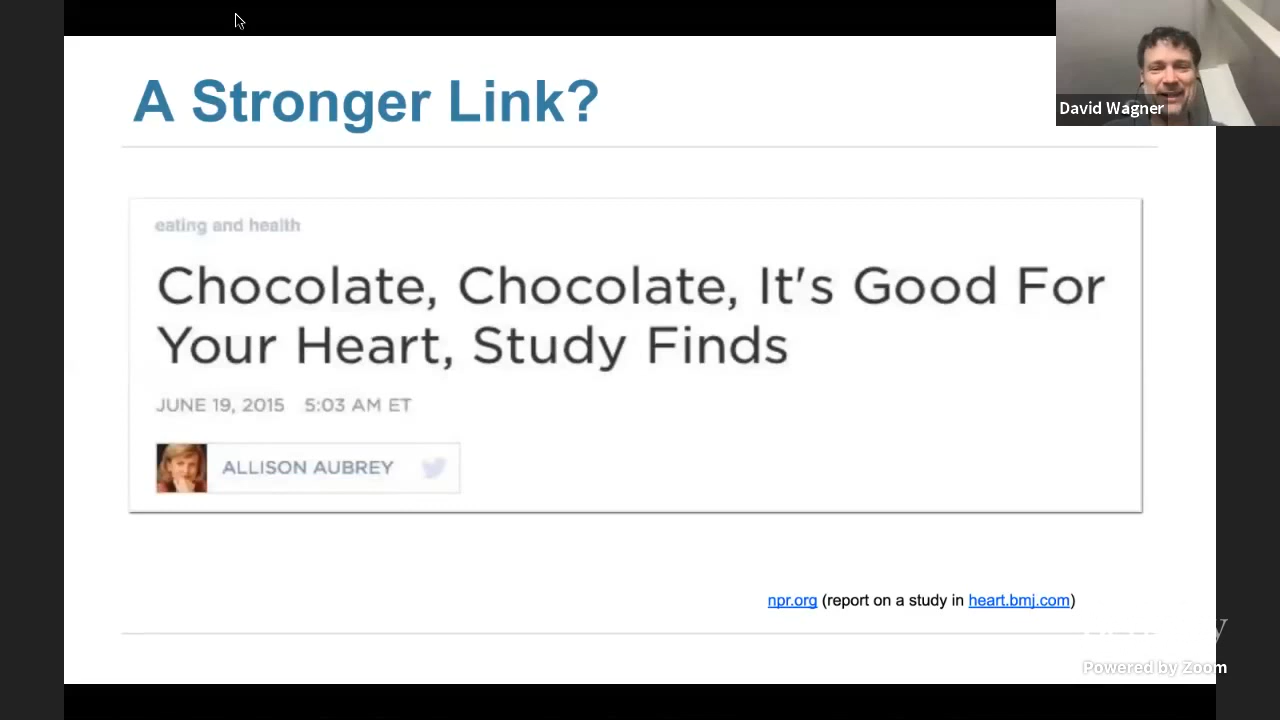 A Stronger Link?
David Wagner
eating and health
Chocolate, Chocolate, It's Good For
Your Heart, Study Finds
JUNE 19, 2015 5:03 AM ET
ALLISON AUBREY
npr.org (report on a study in heart.bmj.com)
Powered by Zoom